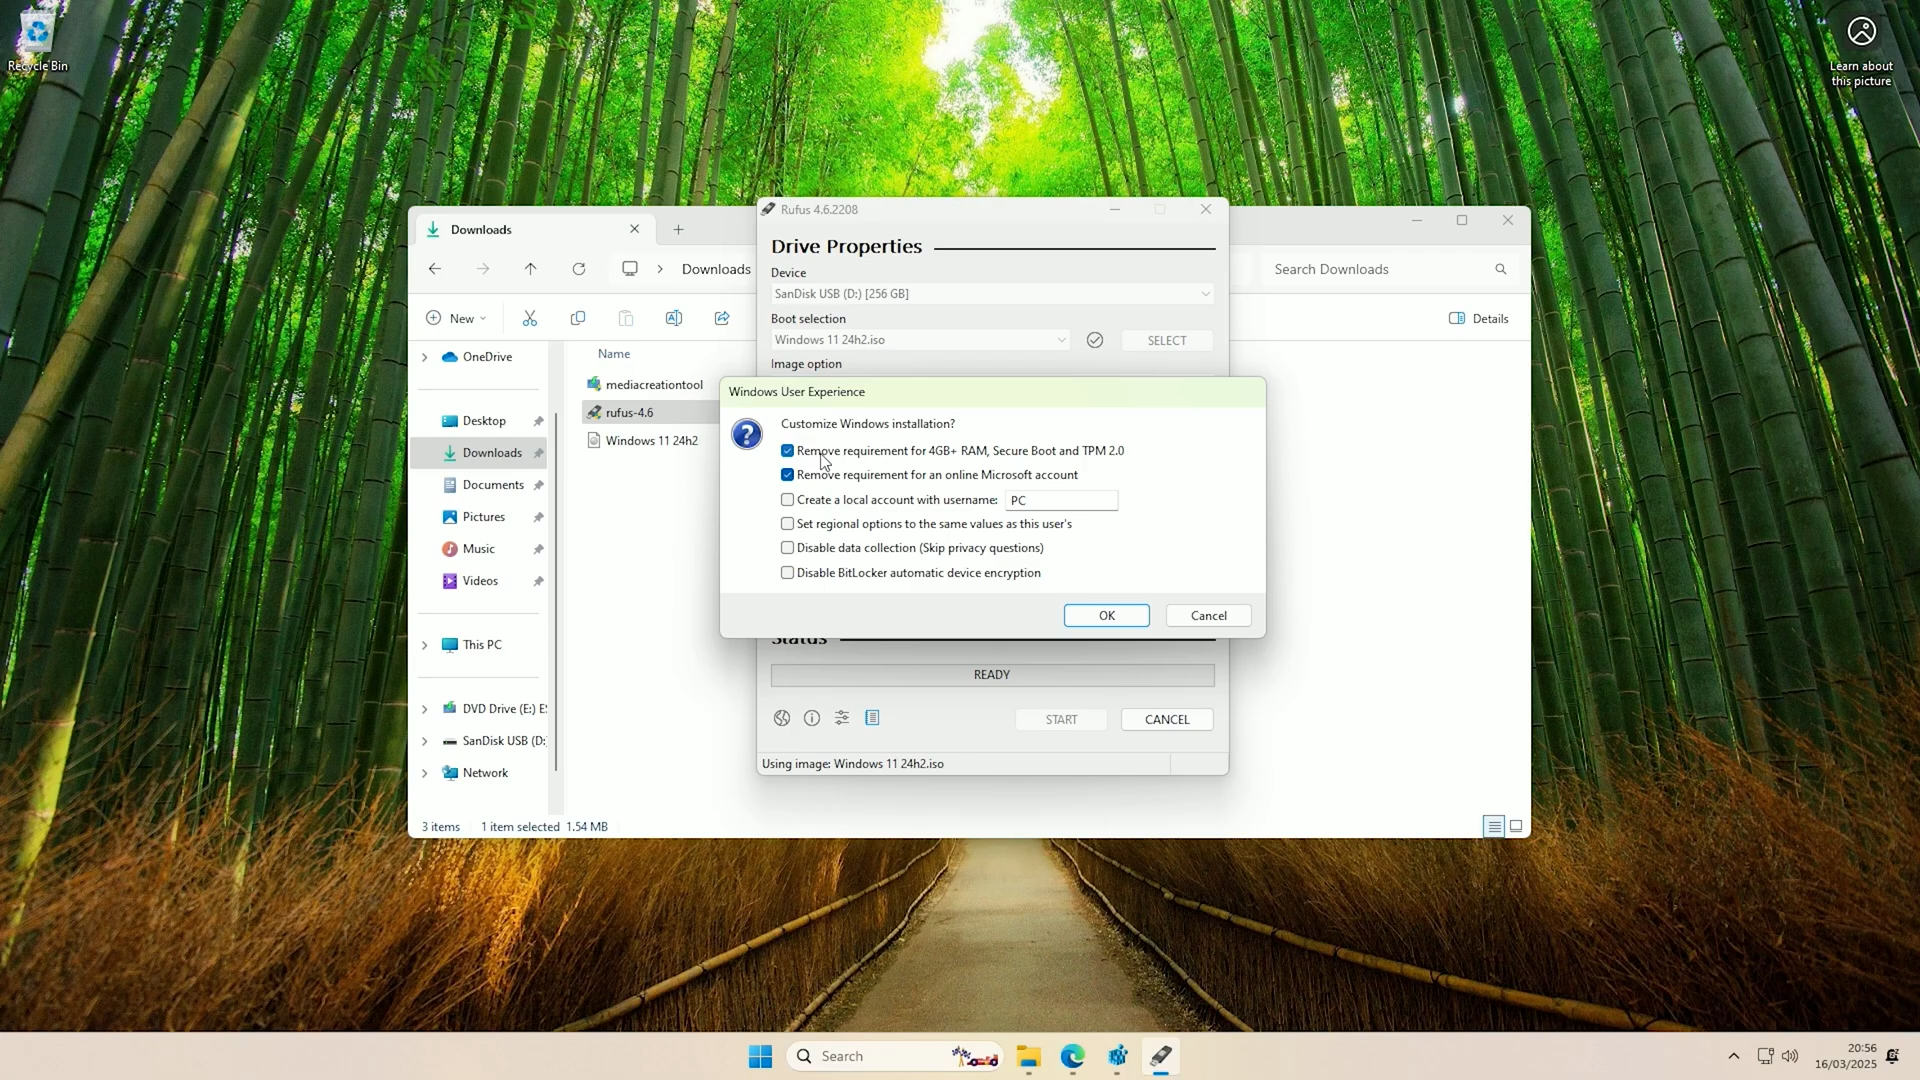 Recycle Bin
Learn about
this picture
Downloads
Rufus 4.6.2208
Drive Properties
Downloads
Search Downloads
Device
SanDisk USB (D:) [256 GB]
New
Boot selection
Details
Windows 11 24h2.iso
SELECT
Image option
OneDrive
Name
mediacreationtool
rufus-4.6
Windows 11 24h2
Desktop
Downloads
Documents
Pictures
Music
Videos
This PC
DVD Drive (E:) ES
SanDisk USB (D:
Network
Windows User Experience
Customize Windows installation?
Remove requirement for 4GB+ RAM, Secure Boot and TPM 2.0
Remove requirement for an online Microsoft account
Create a local account with username:
PC
Set regional options to the same values as this user's
Disable data collection (Skip privacy questions)
Disable BitLocker automatic device encryption
OK
Cancel
Status
READY
START
CANCEL
Using image: Windows 11 24h2.iso
3 items
1 item selected 1.54 MB
Search
20:56
16/03/2025